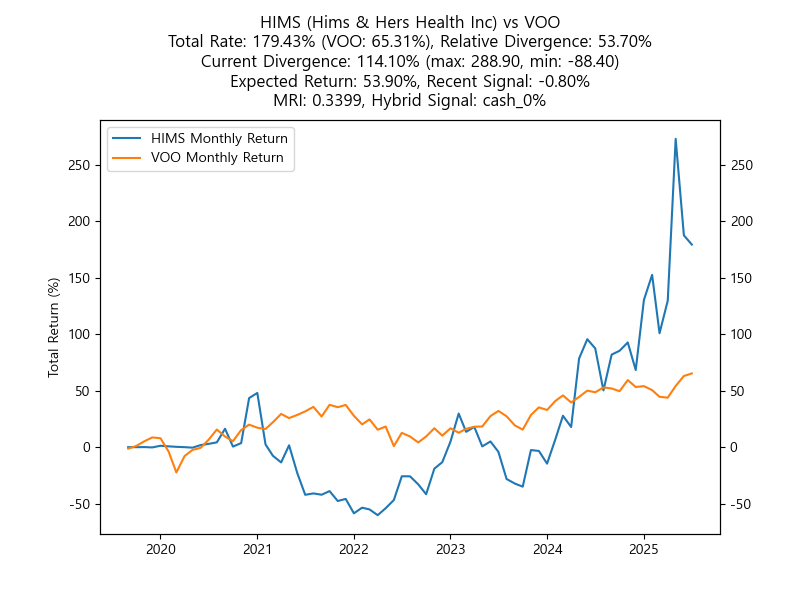 HIMS (Hims & Hers Health Inc) vs VOO
Total Rate: 179.43% (VOO: 65.31%), Relative Divergence: 53.70%
Current Divergence: 114.10% (max: 288.90, min: -88.40)
Expected Return: 53.90%, Recent Signal: -0.80%
MRI: 0.3399, Hybrid Signal: cash_0%
HIMS Monthly Return
VOO Monthly Return
Total Return (%)
250
200
150
100
50
0
-50
250
200
150
100
50
0
-50
2020 2021 2022 2023 2024 2025